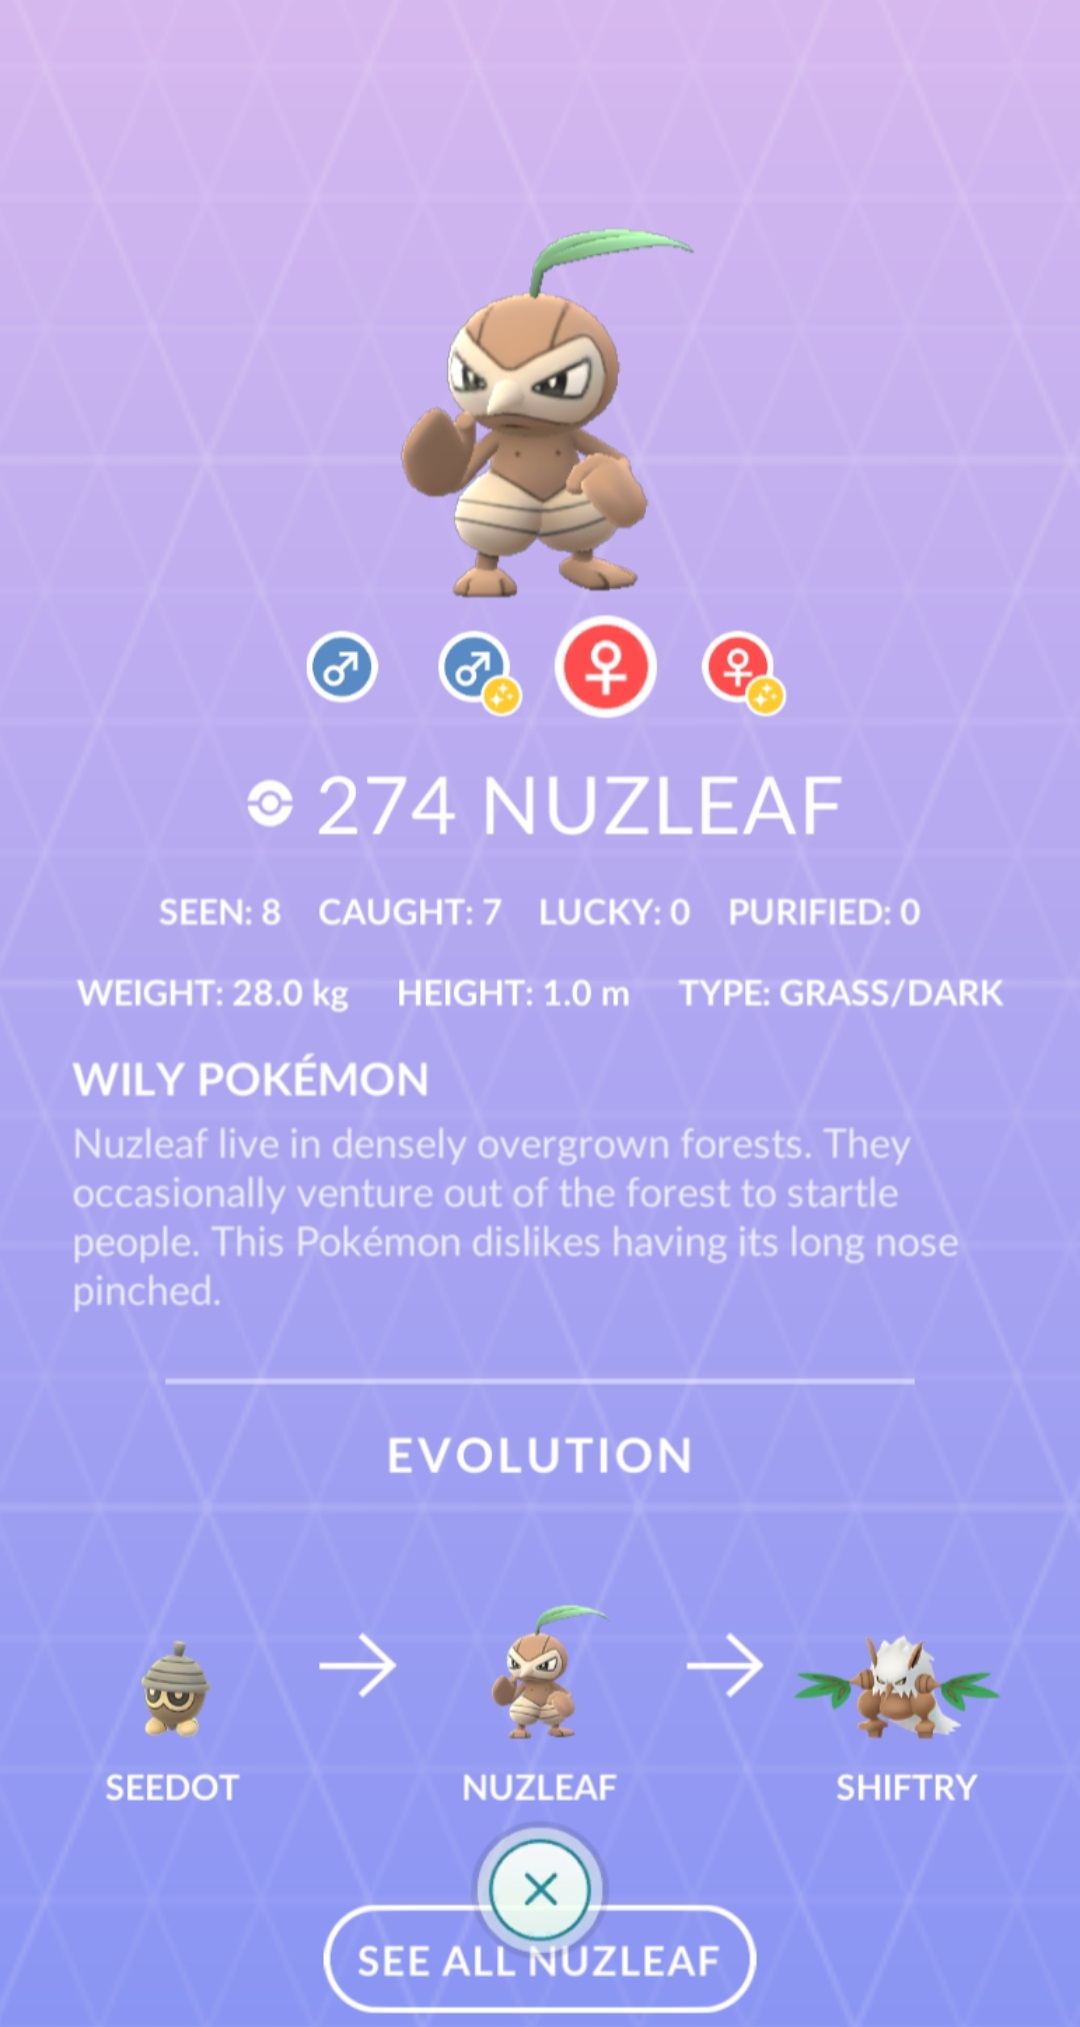 274 NUZLEAF
SEEN: 8 CAUGHT: 7 LUCKY: 0 PURIFIED: 0
WEIGHT: 28.0 kg HEIGHT: 1.0 m TYPE: GRASS/DARK
WILY POKÉMON
Nuzleaf live in densely overgrown forests. They
occasionally venture out of the forest to startle
people. This Pokémon dislikes having its long nose
pinched.
EVOLUTION
SEEDOT NUZLEAF SHIFTRY
SEE ALL NUZLEAF